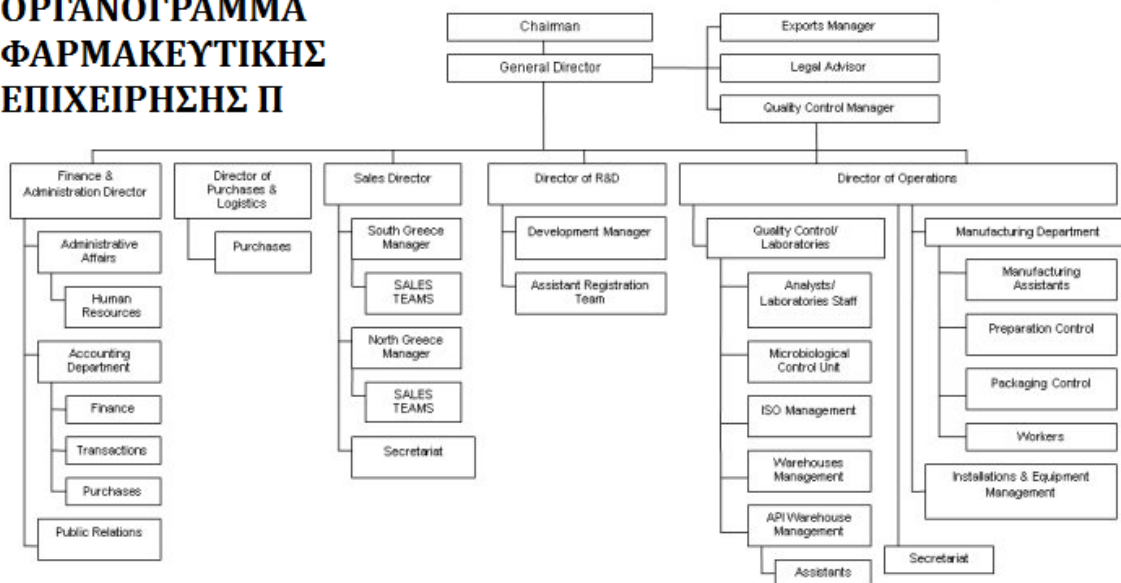 ΟΡΓΑΝΟΓΡΑΜΜΑ
ΦΑΡΜΑΚΕΥΤΙΚΗΣ
ΕΠΙΧΕΙΡΗΣΗΣ Π
Chairman
General Director
Exports Manager
Legal Advisor
Quality Control Manager
Finance &
Administration Director
Administrative
Affairs
Human
Resources
Accounting
Department
Finance
Transactions
Purchases
Public Relations
Director of
Purchases &
Logistics
Purchases
Sales Director
South Greece
Manager
SALES
TEAMS
North Greece
Manager
SALES
TEAMS
Secretariat
Director of R&D
Development Manager
Assistant Registration
Team
Director of Operations
Quality Control/
Laboratories
Analysts/
Laboratories Staff
Microbiological
Control Unit
ISO Management
Warehouses
Management
API Warehouse
Management
Assistants
Manufacturing Department
Manufacturing
Assistants
Preparation Control
Packaging Control
Workers
Installations & Equipment
Management
Secretariat